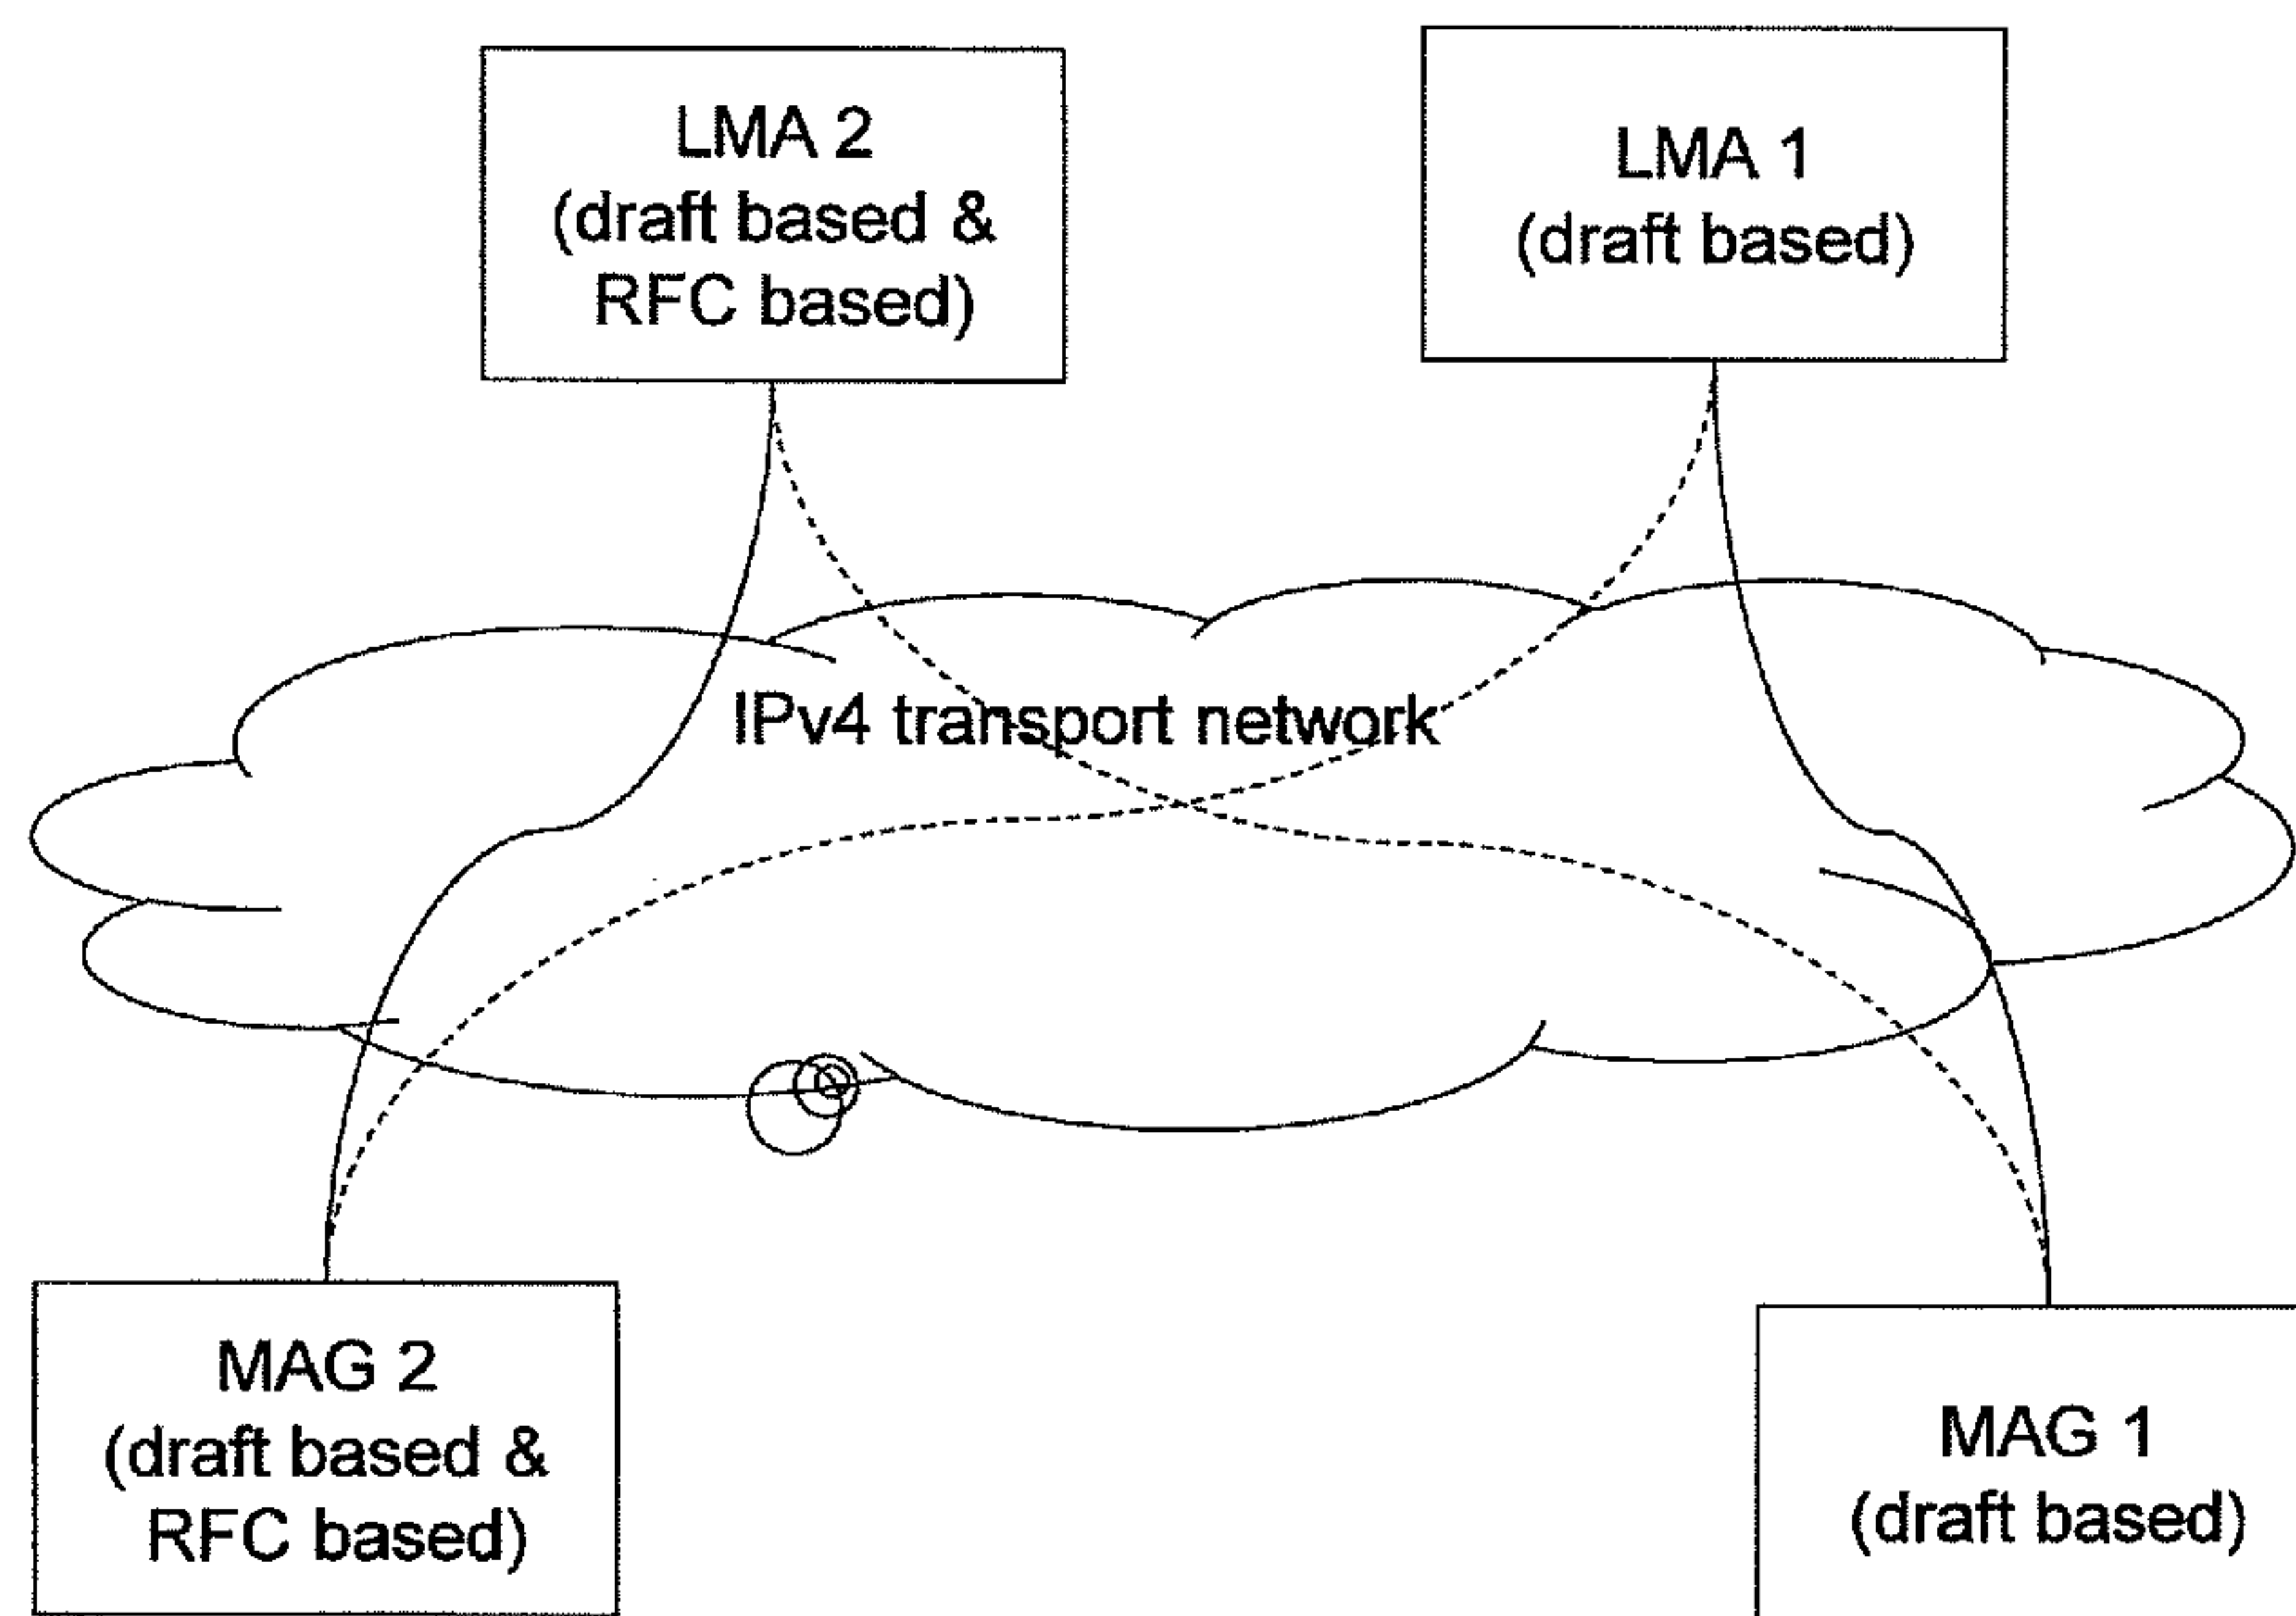 LMA 2
(draft based &
RFC based)
LMA 1
(draft based)
IPv4 transport network
MAG 2
(draft based &
RFC based)
MAG 1
(draft based)